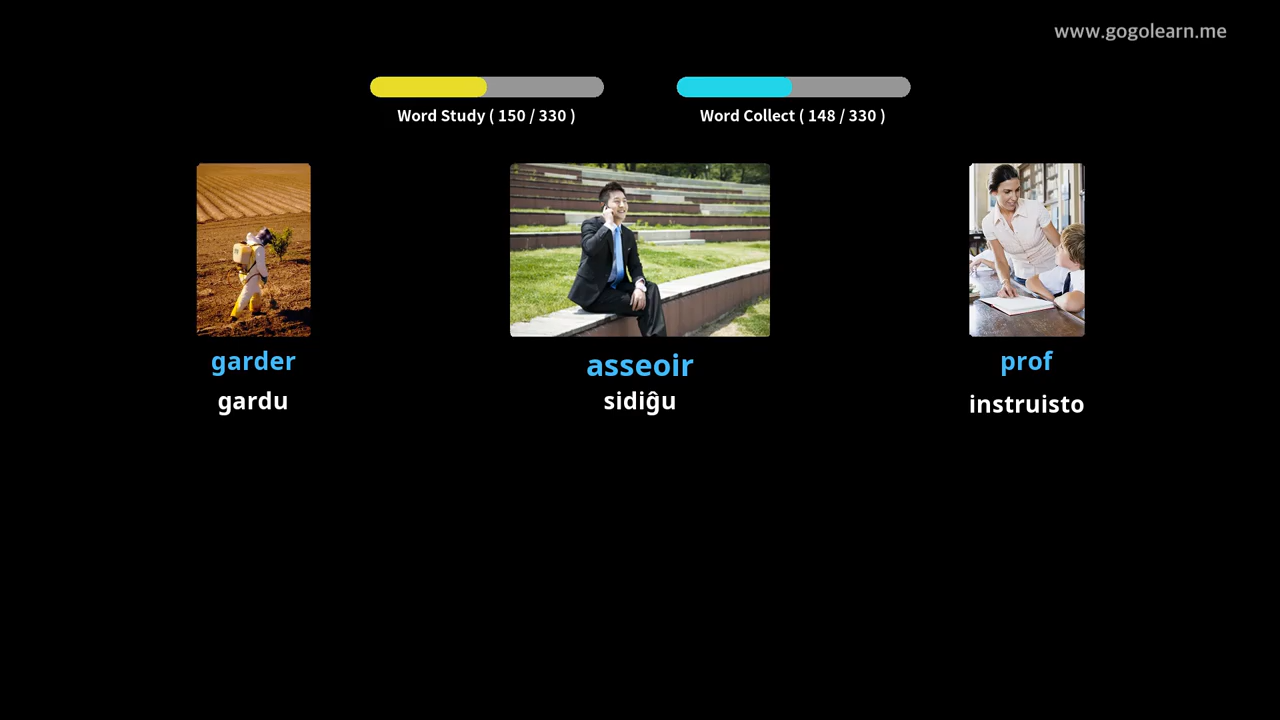 www.gogolearn.me
Word Study ( 150 / 330 )
Word Collect ( 148 / 330 )
garder
asseoir
prof
gardu
sidiĝu
instruisto